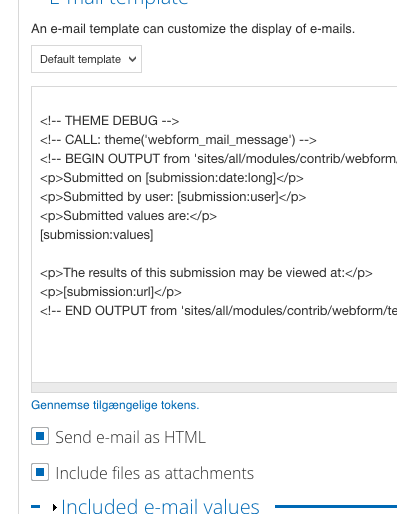 E-mail template
An e-mail template can customize the display of e-mails.
Default template
<!-- THEME DEBUG -->
<!-- CALL: theme('webform_mail_message') -->
<!-- BEGIN OUTPUT from 'sites/all/modules/contrib/webform/
<p>Submitted on [submission:date:long]</p>
<p>Submitted by user: [submission:user]</p>
<p>Submitted values are:</p>
[submission:values]
<p>The results of this submission may be viewed at:</p>
<p>[submission:url]</p>
<!-- END OUTPUT from 'sites/all/modules/contrib/webform/te
Gennemse tilgængelige tokens.
Send e-mail as HTML
Include files as attachments
Included e-mail values